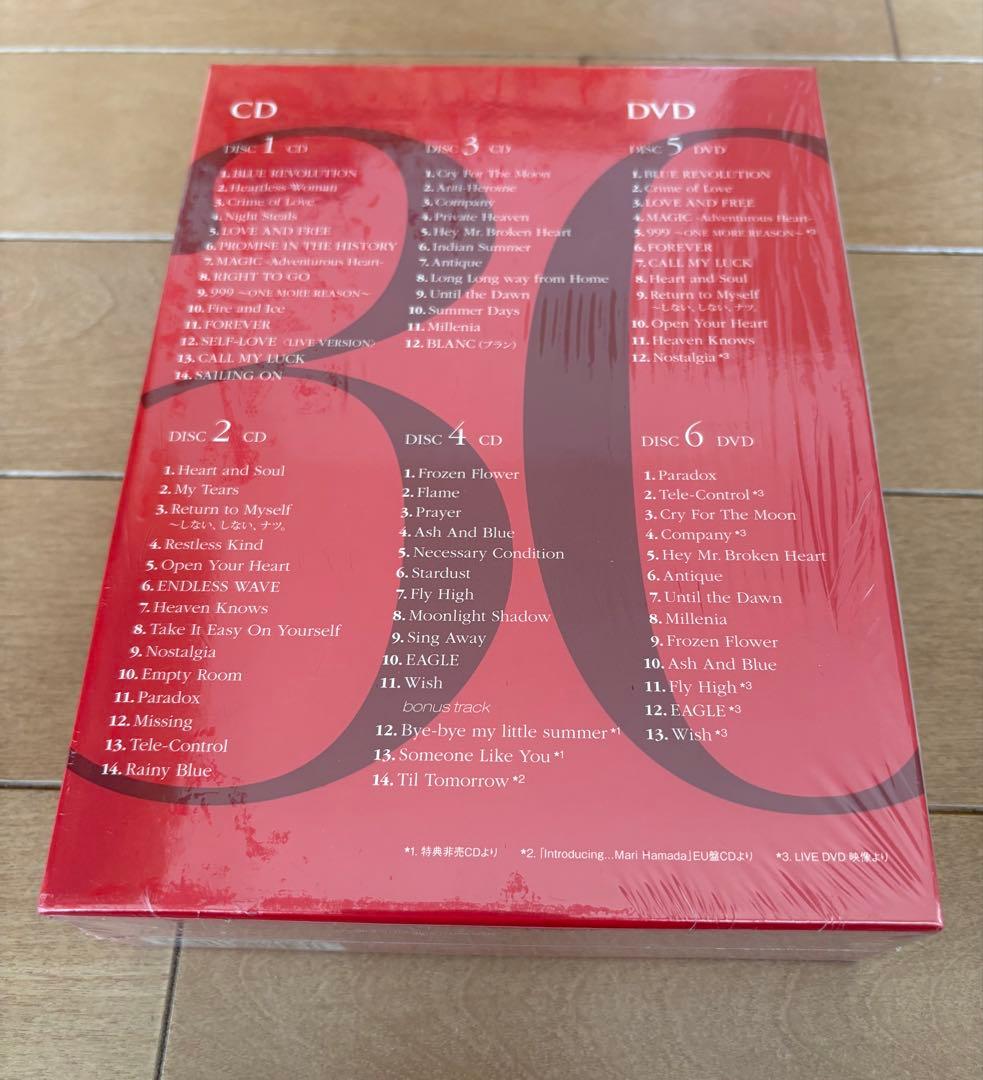 CD
DISC 1 CD
1. BLUE REVOLUTION
2. Heartless Woman
3. Crime of Love
4. Night Steals
5. LOVE AND FREE
6. PROMISE IN THE HISTORY
7. MAGIC -Adventurous Heart-
8. RIGHT TO GO
9. 999 ～ONE MORE REASON～
10. Fire and Ice
11. FOREVER
12. SELF-LOVE〈LIVE VERSION〉
13. CALL MY LUCK
14. SAILING ON
DISC 2 CD
1. Heart and Soul
2. My Tears
3. Return to Myself
～しない、しない、ナツ。
4. Restless Kind
5. Open Your Heart
6. ENDLESS WAVE
7. Heaven Knows
8. Take It Easy On Yourself
9. Nostalgia
10. Empty Room
11. Paradox
12. Missing
13. Tele-Control
14. Rainy Blue
DISC 3 CD
1. Cry For The Moon
2. Anti-Heroine
3. Company
4. Private Heaven
5. Hey Mr. Broken Heart
6. Indian Summer
7. Antique
8. Long Long way from Home
9. Until the Dawn
10. Summer Days
11. Millenia
12. BLANC (ブラン)
DISC 4 CD
1. Frozen Flower
2. Flame
3. Prayer
4. Ash And Blue
5. Necessary Condition
6. Stardust
7. Fly High
8. Moonlight Shadow
9. Sing Away
10. EAGLE
11. Wish
bonus track
12. Bye-bye my little summer *1
13. Someone Like You *1
14. Til Tomorrow *2
DVD
DISC 5 DVD
1. BLUE REVOLUTION
2. Crime of Love
3. LOVE AND FREE
4. MAGIC -Adventurous Heart-
5. 999 ～ONE MORE REASON～ *3
6. FOREVER
7. CALL MY LUCK
8. Heart and Soul
9. Return to Myself
～しない、しない、ナツ。
10. Open Your Heart
11. Heaven Knows
12. Nostalgia *3
DISC 6 DVD
1. Paradox
2. Tele-Control *3
3. Cry For The Moon
4. Company *3
5. Hey Mr. Broken Heart
6. Antique
7. Until the Dawn
8. Millenia
9. Frozen Flower
10. Ash And Blue
11. Fly High *3
12. EAGLE *3
13. Wish *3
*1. 特典非売CDより *2.「Introducing...Mari Hamada」EU盤CDより *3. LIVE DVD 映像より
30